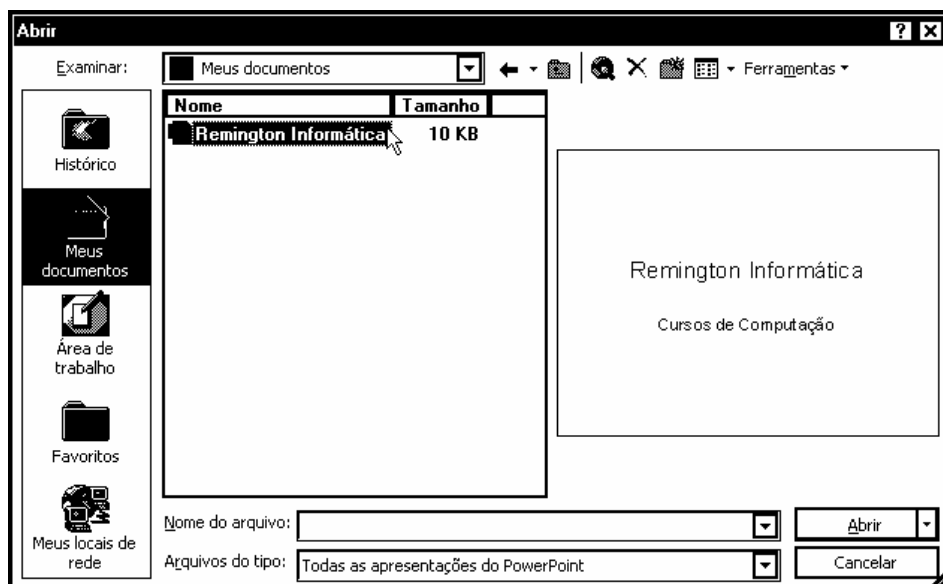 Abrir
Examinar:
Meus documentos
Ferramentas
Nome Tamanho
Remington Informática 10 KB
Histórico
Meus
documentos
Área de
trabalho
Favoritos
Meus locais de
rede
Remington Informática
Cursos de Computação
Nome do arquivo:
Abrir
Arquivos do tipo: Todas as apresentações do PowerPoint
Cancelar